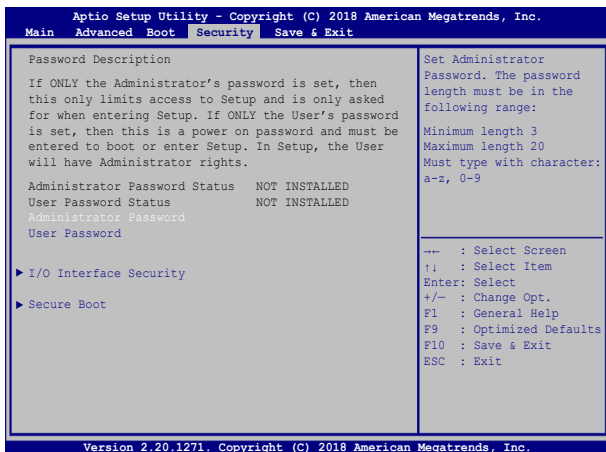 Aptio Setup Utility - Copyright (C) 2018 American Megatrends, Inc.
Main Advanced Boot Security Save & Exit
Password Description
If ONLY the Administrator's password is set, then
this only limits access to Setup and is only asked
for when entering Setup. If ONLY the User's password
is set, then this is a power on password and must be
entered to boot or enter Setup. In Setup, the User
will have Administrator rights.
Administrator Password Status NOT INSTALLED
User Password Status NOT INSTALLED
Administrator Password
User Password
I/O Interface Security
Secure Boot
Set Administrator
Password. The password
length must be in the
following range:
Minimum length 3
Maximum length 20
Must type with character:
a-z, 0-9
→← : Select Screen
↑↓ : Select Item
Enter: Select
+/— : Change Opt.
F1 : General Help
F9 : Optimized Defaults
F10 : Save & Exit
ESC : Exit
Version 2.20.1271. Copyright (C) 2018 American Megatrends, Inc.